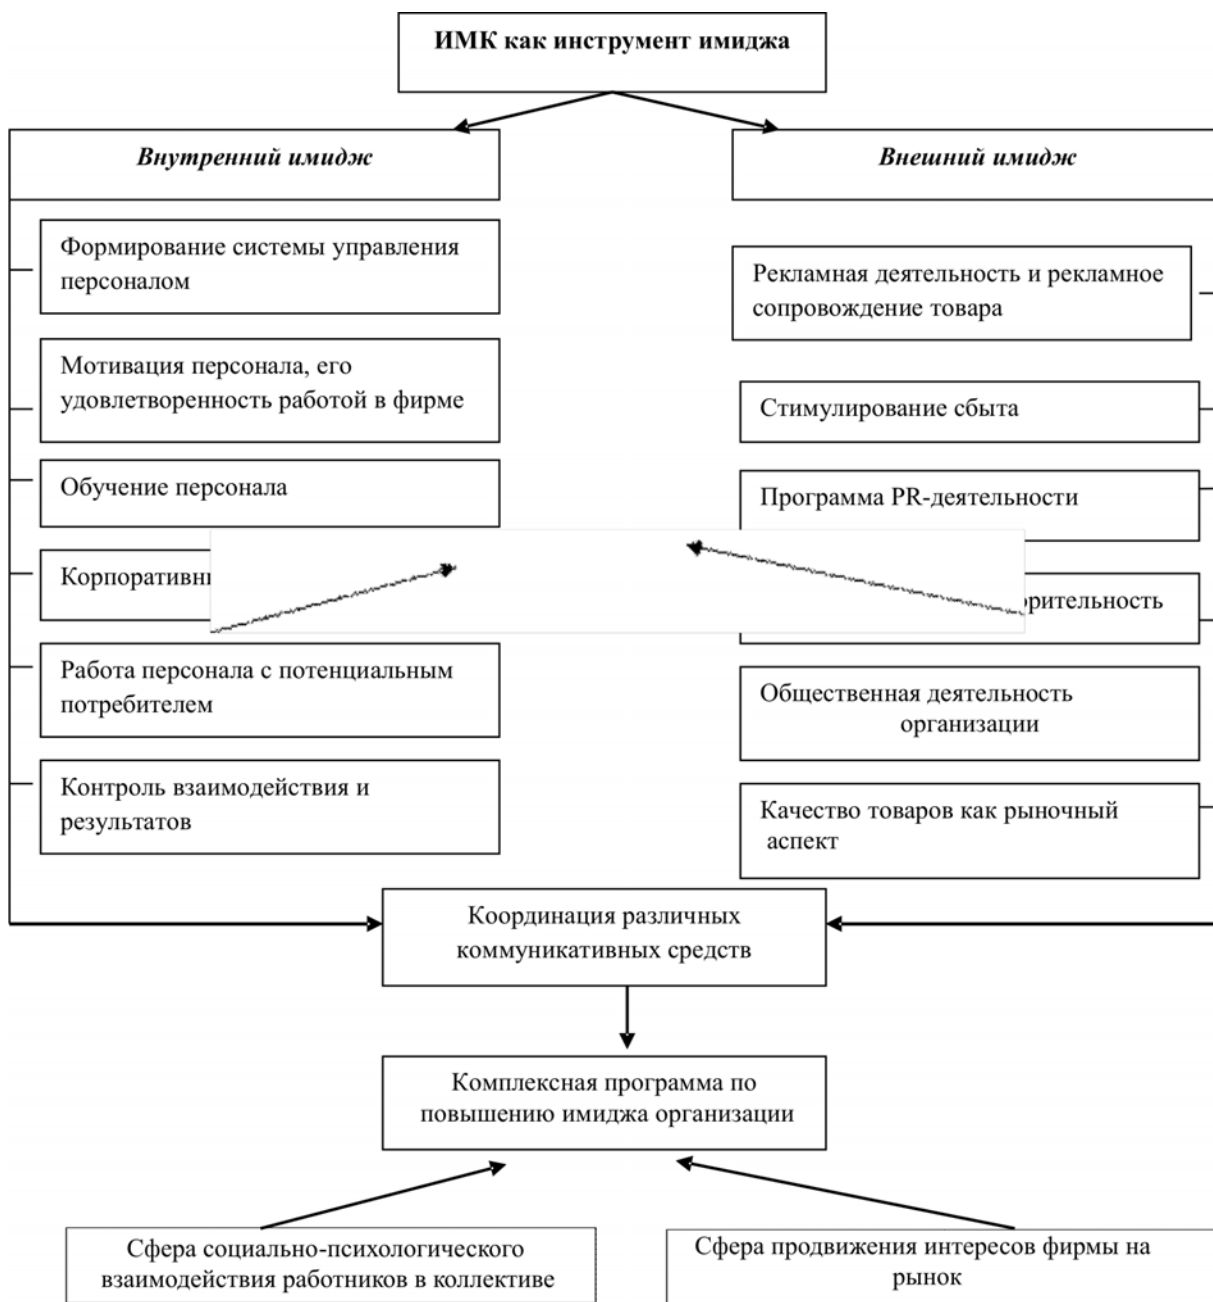 ИМК как инструмент имиджа
Внутренний имидж
Формирование системы управления
персоналом
Мотивация персонала, его
удовлетворенность работой в фирме
Обучение персонала
Работа персонала с потенциальным
потребителем
Контроль взаимодействия и
результатов
Внешний имидж
Рекламная деятельность и рекламное
сопровождение товара
Стимулирование сбыта
Программа PR-деятельности
Общественная деятельность
организации
Качество товаров как рыночный
аспект
Координация различных
коммуникативных средств
Комплексная программа по
повышению имиджа организации
Сфера социально-психологического
взаимодействия работников в коллективе
Сфера продвижения интересов фирмы на
рынок